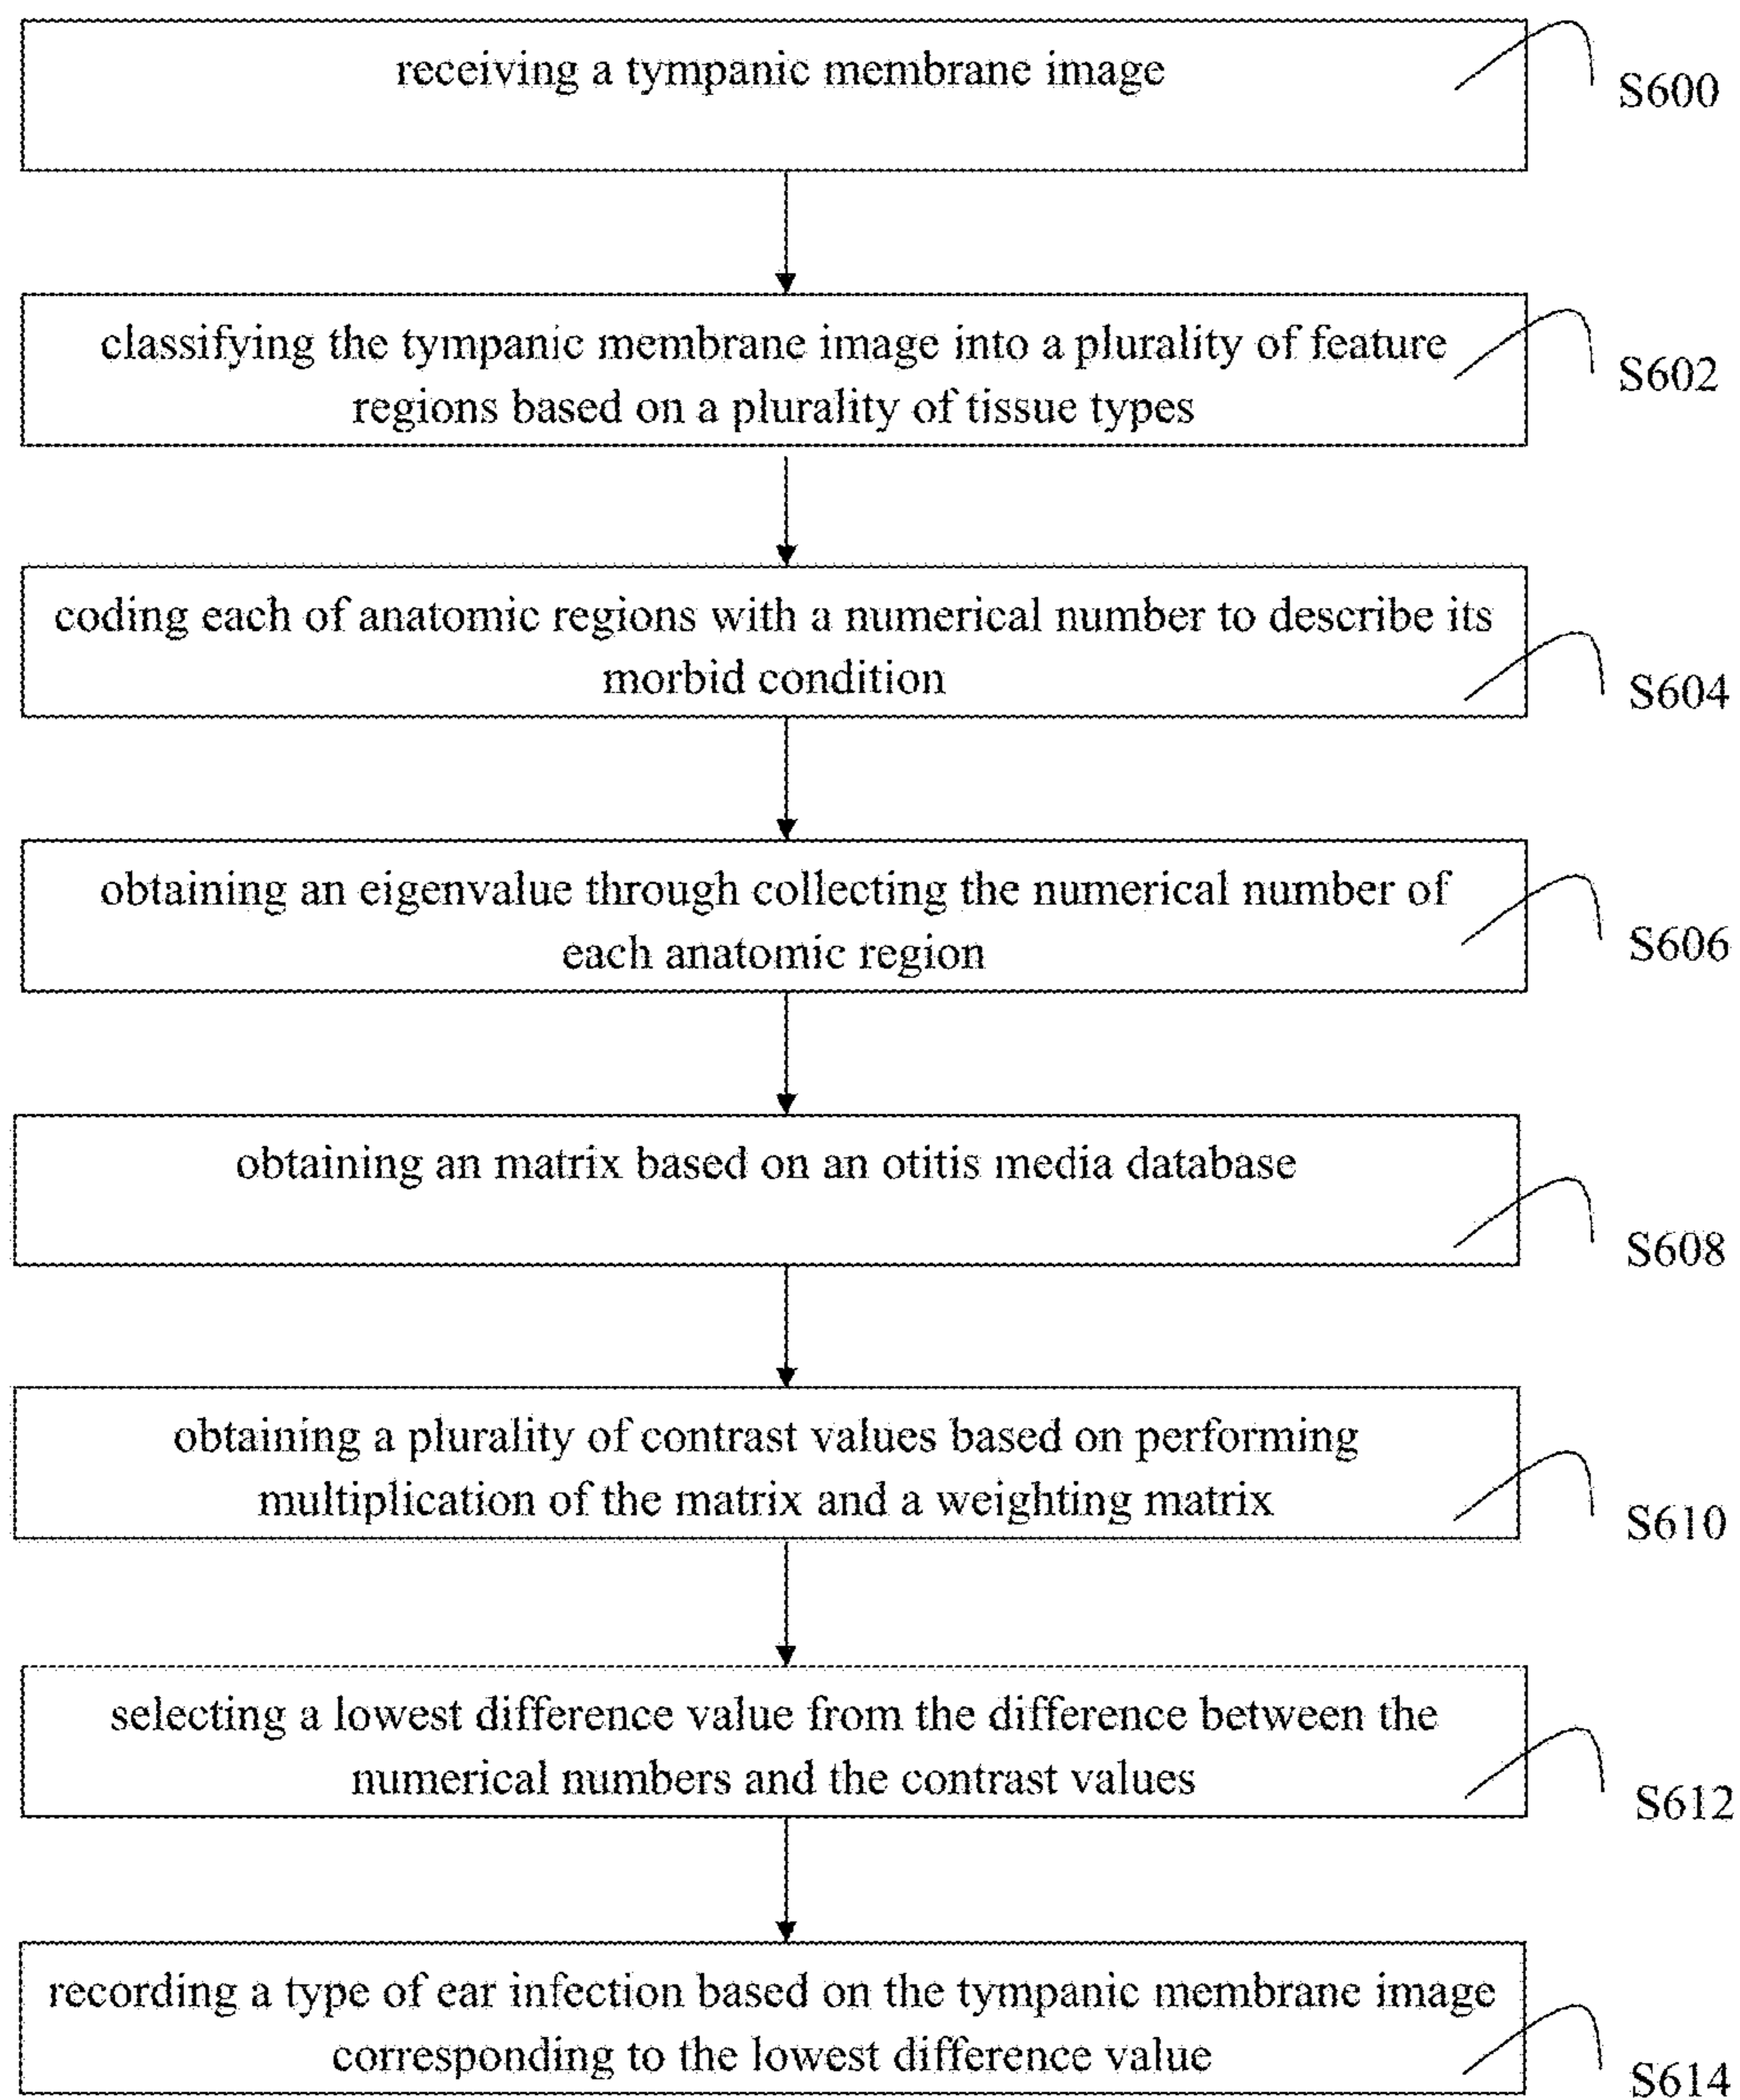 receiving a tympanic membrane image
S600
classifying the tympanic membrane image into a plurality of feature
regions based on a plurality of tissue types
S602
coding each of anatomic regions with a numerical number to describe its
morbid condition
S604
obtaining an eigenvalue through collecting the numerical number of
each anatomic region
S606
obtaining an matrix based on an otitis media database
S608
obtaining a plurality of contrast values based on performing
multiplication of the matrix and a weighting matrix
S610
selecting a lowest difference value from the difference between the
numerical numbers and the contrast values
S612
recording a type of ear infection based on the tympanic membrane image
corresponding to the lowest difference value
S614